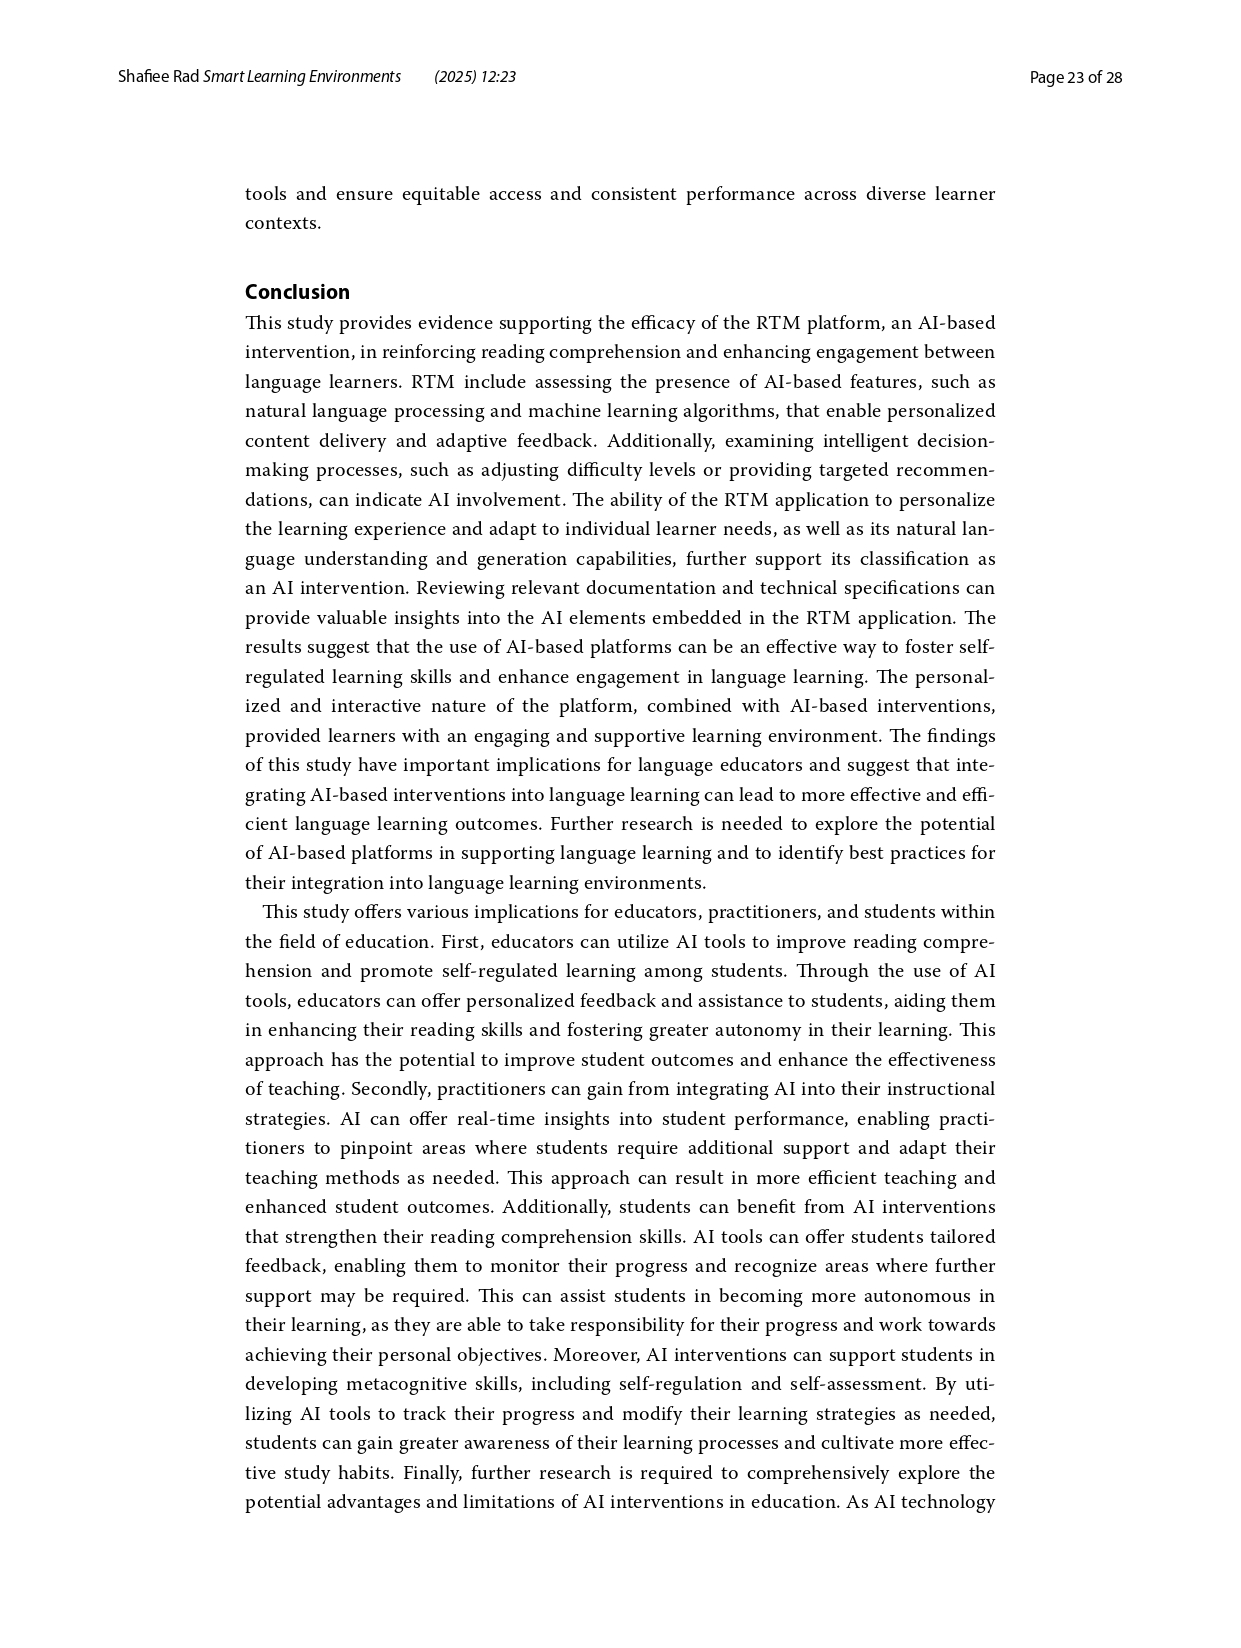 Shafiee Rad Smart Learning Environments (2025) 12:23
Page 23 of 28
tools and ensure equitable access and consistent performance across diverse learner
contexts.
Conclusion
This study provides evidence supporting the efficacy of the RTM platform, an AI-based
intervention, in reinforcing reading comprehension and enhancing engagement between
language learners. RTM include assessing the presence of AI-based features, such as
natural language processing and machine learning algorithms, that enable personalized
content delivery and adaptive feedback. Additionally, examining intelligent decision-
making processes, such as adjusting difficulty levels or providing targeted recommen-
dations, can indicate AI involvement. The ability of the RTM application to personalize
the learning experience and adapt to individual learner needs, as well as its natural lan-
guage understanding and generation capabilities, further support its classification as
an AI intervention. Reviewing relevant documentation and technical specifications can
provide valuable insights into the AI elements embedded in the RTM application. The
results suggest that the use of AI-based platforms can be an effective way to foster self-
regulated learning skills and enhance engagement in language learning. The personal-
ized and interactive nature of the platform, combined with AI-based interventions,
provided learners with an engaging and supportive learning environment. The findings
of this study have important implications for language educators and suggest that inte-
grating AI-based interventions into language learning can lead to more effective and effi-
cient language learning outcomes. Further research is needed to explore the potential
of AI-based platforms in supporting language learning and to identify best practices for
their integration into language learning environments.
This study offers various implications for educators, practitioners, and students within
the field of education. First, educators can utilize AI tools to improve reading compre-
hension and promote self-regulated learning among students. Through the use of AI
tools, educators can offer personalized feedback and assistance to students, aiding them
in enhancing their reading skills and fostering greater autonomy in their learning. This
approach has the potential to improve student outcomes and enhance the effectiveness
of teaching. Secondly, practitioners can gain from integrating AI into their instructional
strategies. AI can offer real-time insights into student performance, enabling practi-
tioners to pinpoint areas where students require additional support and adapt their
teaching methods as needed. This approach can result in more efficient teaching and
enhanced student outcomes. Additionally, students can benefit from AI interventions
that strengthen their reading comprehension skills. AI tools can offer students tailored
feedback, enabling them to monitor their progress and recognize areas where further
support may be required. This can assist students in becoming more autonomous in
their learning, as they are able to take responsibility for their progress and work towards
achieving their personal objectives. Moreover, AI interventions can support students in
developing metacognitive skills, including self-regulation and self-assessment. By uti-
lizing AI tools to track their progress and modify their learning strategies as needed,
students can gain greater awareness of their learning processes and cultivate more effec-
tive study habits. Finally, further research is required to comprehensively explore the
potential advantages and limitations of AI interventions in education. As AI technology